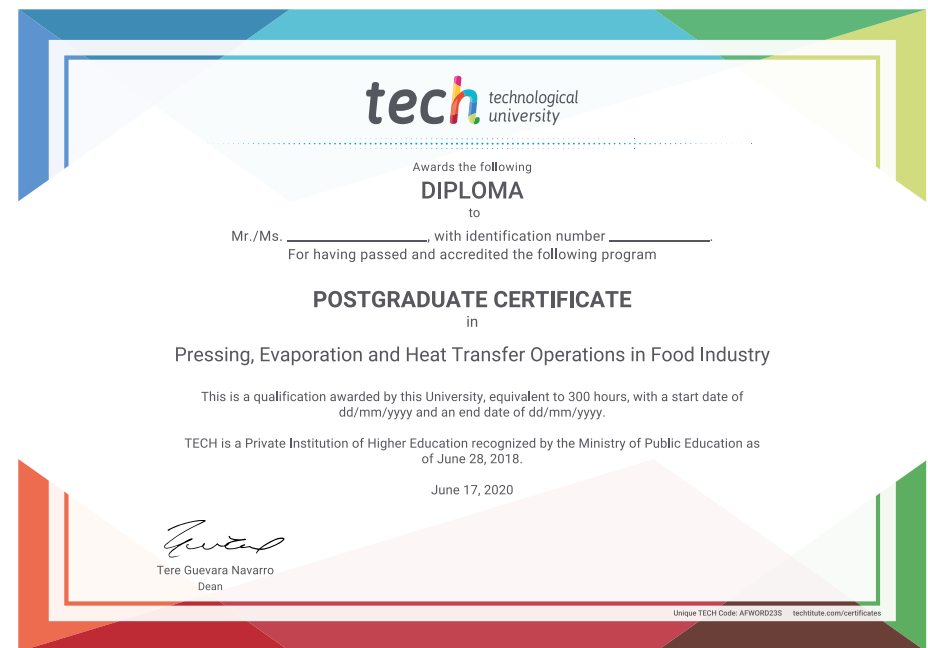 tech technological
university
Awards the following
DIPLOMA
to
Mr./Ms. ____________, with identification number ____________.
For having passed and accredited the following program
POSTGRADUATE CERTIFICATE
in
Pressing, Evaporation and Heat Transfer Operations in Food Industry
This is a qualification awarded by this University, equivalent to 300 hours, with a start date of
dd/mm/yyyy and an end date of dd/mm/yyyy.
TECH is a Private Institution of Higher Education recognized by the Ministry of Public Education as
of June 28, 2018.
June 17, 2020
Tere Guevara Navarro
Dean
Unique TECH Code: AFWORD23S techtitute.com/certificates